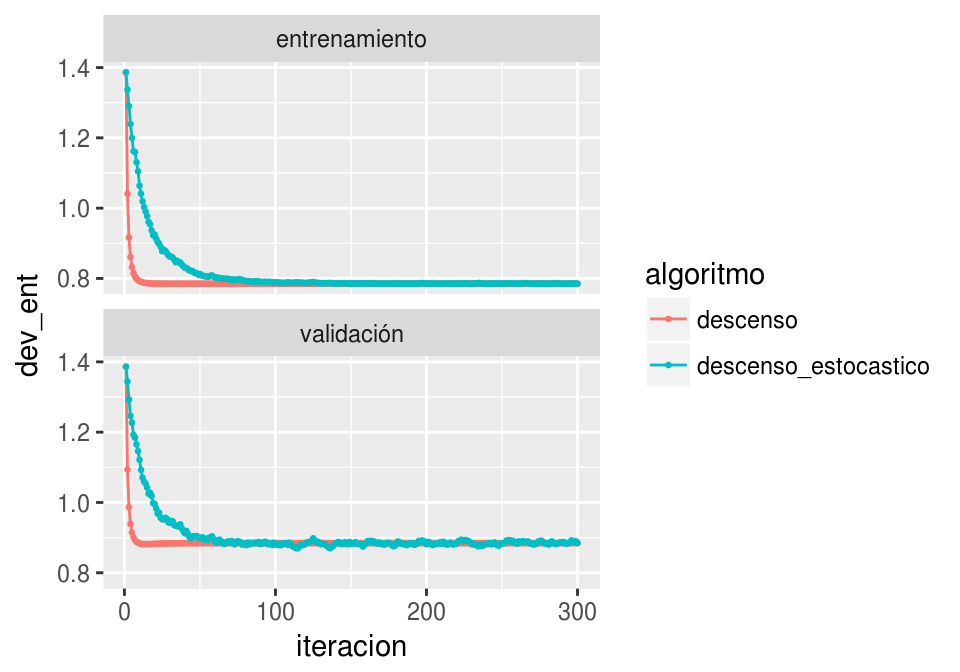 entrenamiento
1.4
1.2
1.0
0.8
validación
1.4
1.2
1.0
0.8
dev_ent
0
100
200
300
iteracion
algoritmo
descenso
descenso_estocastico